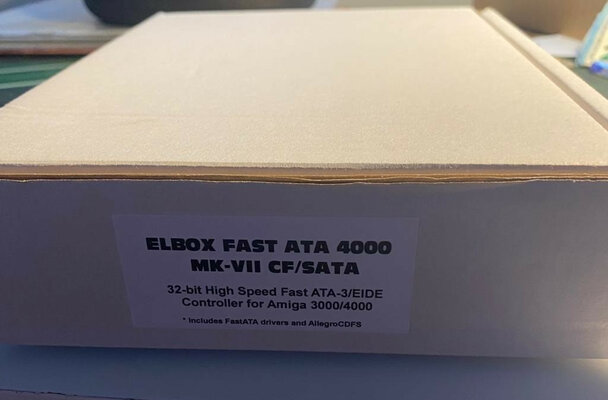 ELBOX FAST ATA 4000
MK-VII CF/SATA
32-bit High Speed Fast ATA-3/EIDE
Controller for Amiga 3000/4000
* Includes FastATA drivers and AllegroCDFS